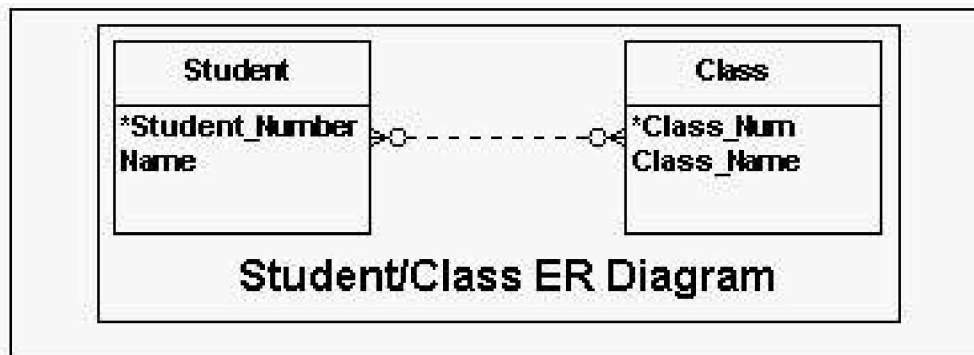 Student
*Student_Number
Name
Class
*Class_Num
Class_Name
Student/Class ER Diagram